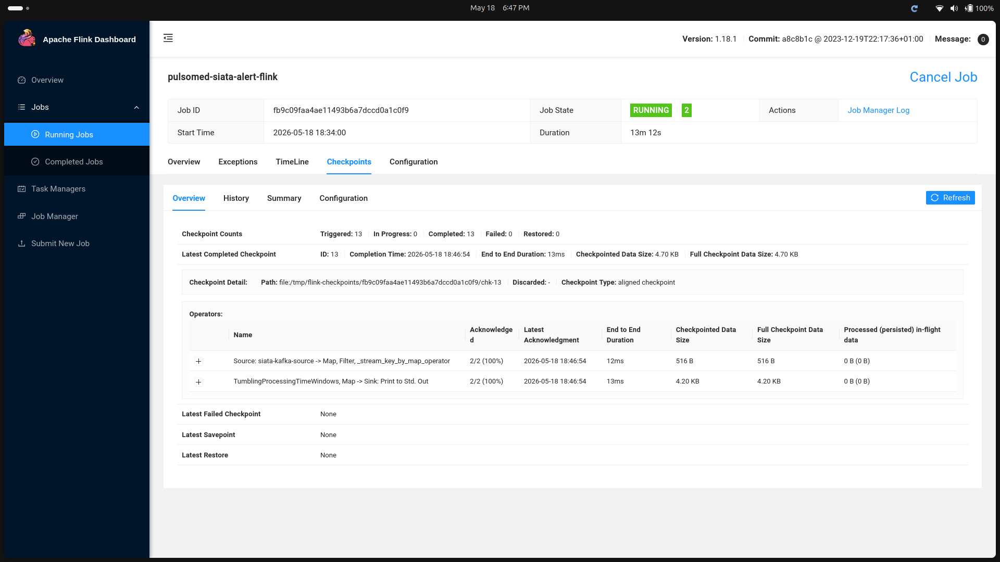 May 18 6:47 PM
100%
Apache Flink Dashboard
Version: 1.18.1 Commit: a8c8b1c @ 2023-12-19T22:17:36+01:00 Message: 0
Overview
Jobs
Running Jobs
Completed Jobs
Task Managers
Job Manager
Submit New Job
pulsomed-siata-alert-flink
Cancel Job
Job ID fb9c09faa4ae11493b6a7dccd0a1c0f9 Job State RUNNING 2 Actions Job Manager Log
Start Time 2026-05-18 18:34:00 Duration 13m 12s
Overview Exceptions TimeLine Checkpoints Configuration
Overview History Summary Configuration Refresh
Checkpoint Counts Triggered: 13 In Progress: 0 Completed: 13 Failed: 0 Restored: 0
Latest Completed Checkpoint ID: 13 Completion Time: 2026-05-18 18:46:54 End to End Duration: 13ms Checkpointed Data Size: 4.70 KB Full Checkpoint Data Size: 4.70 KB
Checkpoint Detail: Path: file:/tmp/flink-checkpoints/fb9c09faa4ae11493b6a7dccd0a1c0f9/chk-13 Discarded: - Checkpoint Type: aligned checkpoint
Operators:
Name Acknowledged Latest Acknowledgment End to End Duration Checkpointed Data Size Full Checkpoint Data Size Processed (persisted) in-flight data
Source: siata-kafka-source -> Map, Filter, _stream_key_by_map_operator 2/2 (100%) 2026-05-18 18:46:54 12ms 516 B 516 B 0 B (0 B)
TumblingProcessingTimeWindows, Map -> Sink: Print to Std. Out 2/2 (100%) 2026-05-18 18:46:54 13ms 4.20 KB 4.20 KB 0 B (0 B)
Latest Failed Checkpoint None
Latest Savepoint None
Latest Restore None